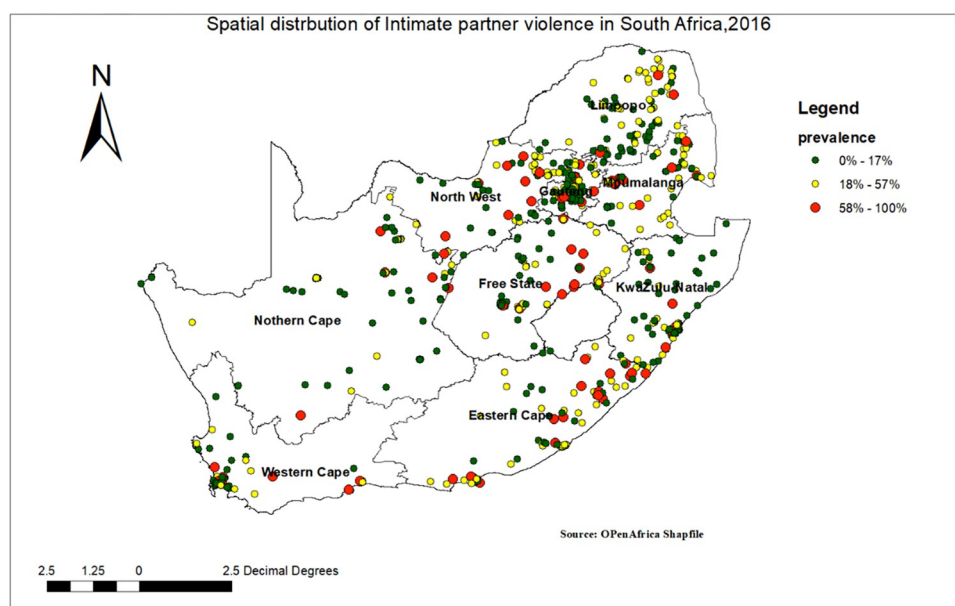 Spatial distrbution of Intimate partner violence in South Africa,2016
N
Legend
prevalence
0% - 17%
18% - 57%
58% - 100%
Limpopo
Mpumalanga
Gauteng
North West
Free State
KwaZulu-Natal
Nothern Cape
Eastern Cape
Western Cape
Source: OPenAfrica Shapfile
2.5 1.25 0 2.5 Decimal Degrees